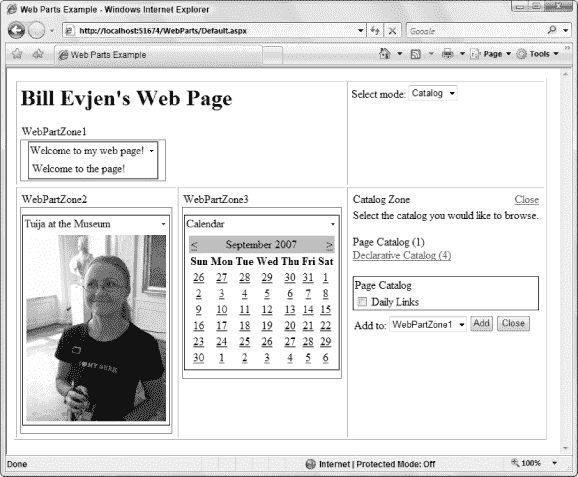 Web Parts Example - Windows Internet Explorer
http://localhost:51674/WebParts/Default.aspx
Google
Web Parts Example
Page
Tools
Bill Evjen's Web Page
Select mode: Catalog
WebPartZone1
Welcome to my web page!
Welcome to the page!
WebPartZone2
Tuija at the Museum
I ♥ MY GEEK
WebPartZone3
Calendar
< September 2007 >
Sun Mon Tue Wed Thu Fri Sat
26 27 28 29 30 31 1
2 3 4 5 6 7 8
9 10 11 12 13 14 15
16 17 18 19 20 21 22
23 24 25 26 27 28 29
30 1 2 3 4 5 6
Catalog Zone Close
Select the catalog you would like to browse.
Page Catalog (1)
Declarative Catalog (4)
Page Catalog
Daily Links
Add to: WebPartZone1 Add Close
Done
Internet | Protected Mode: Off
100%